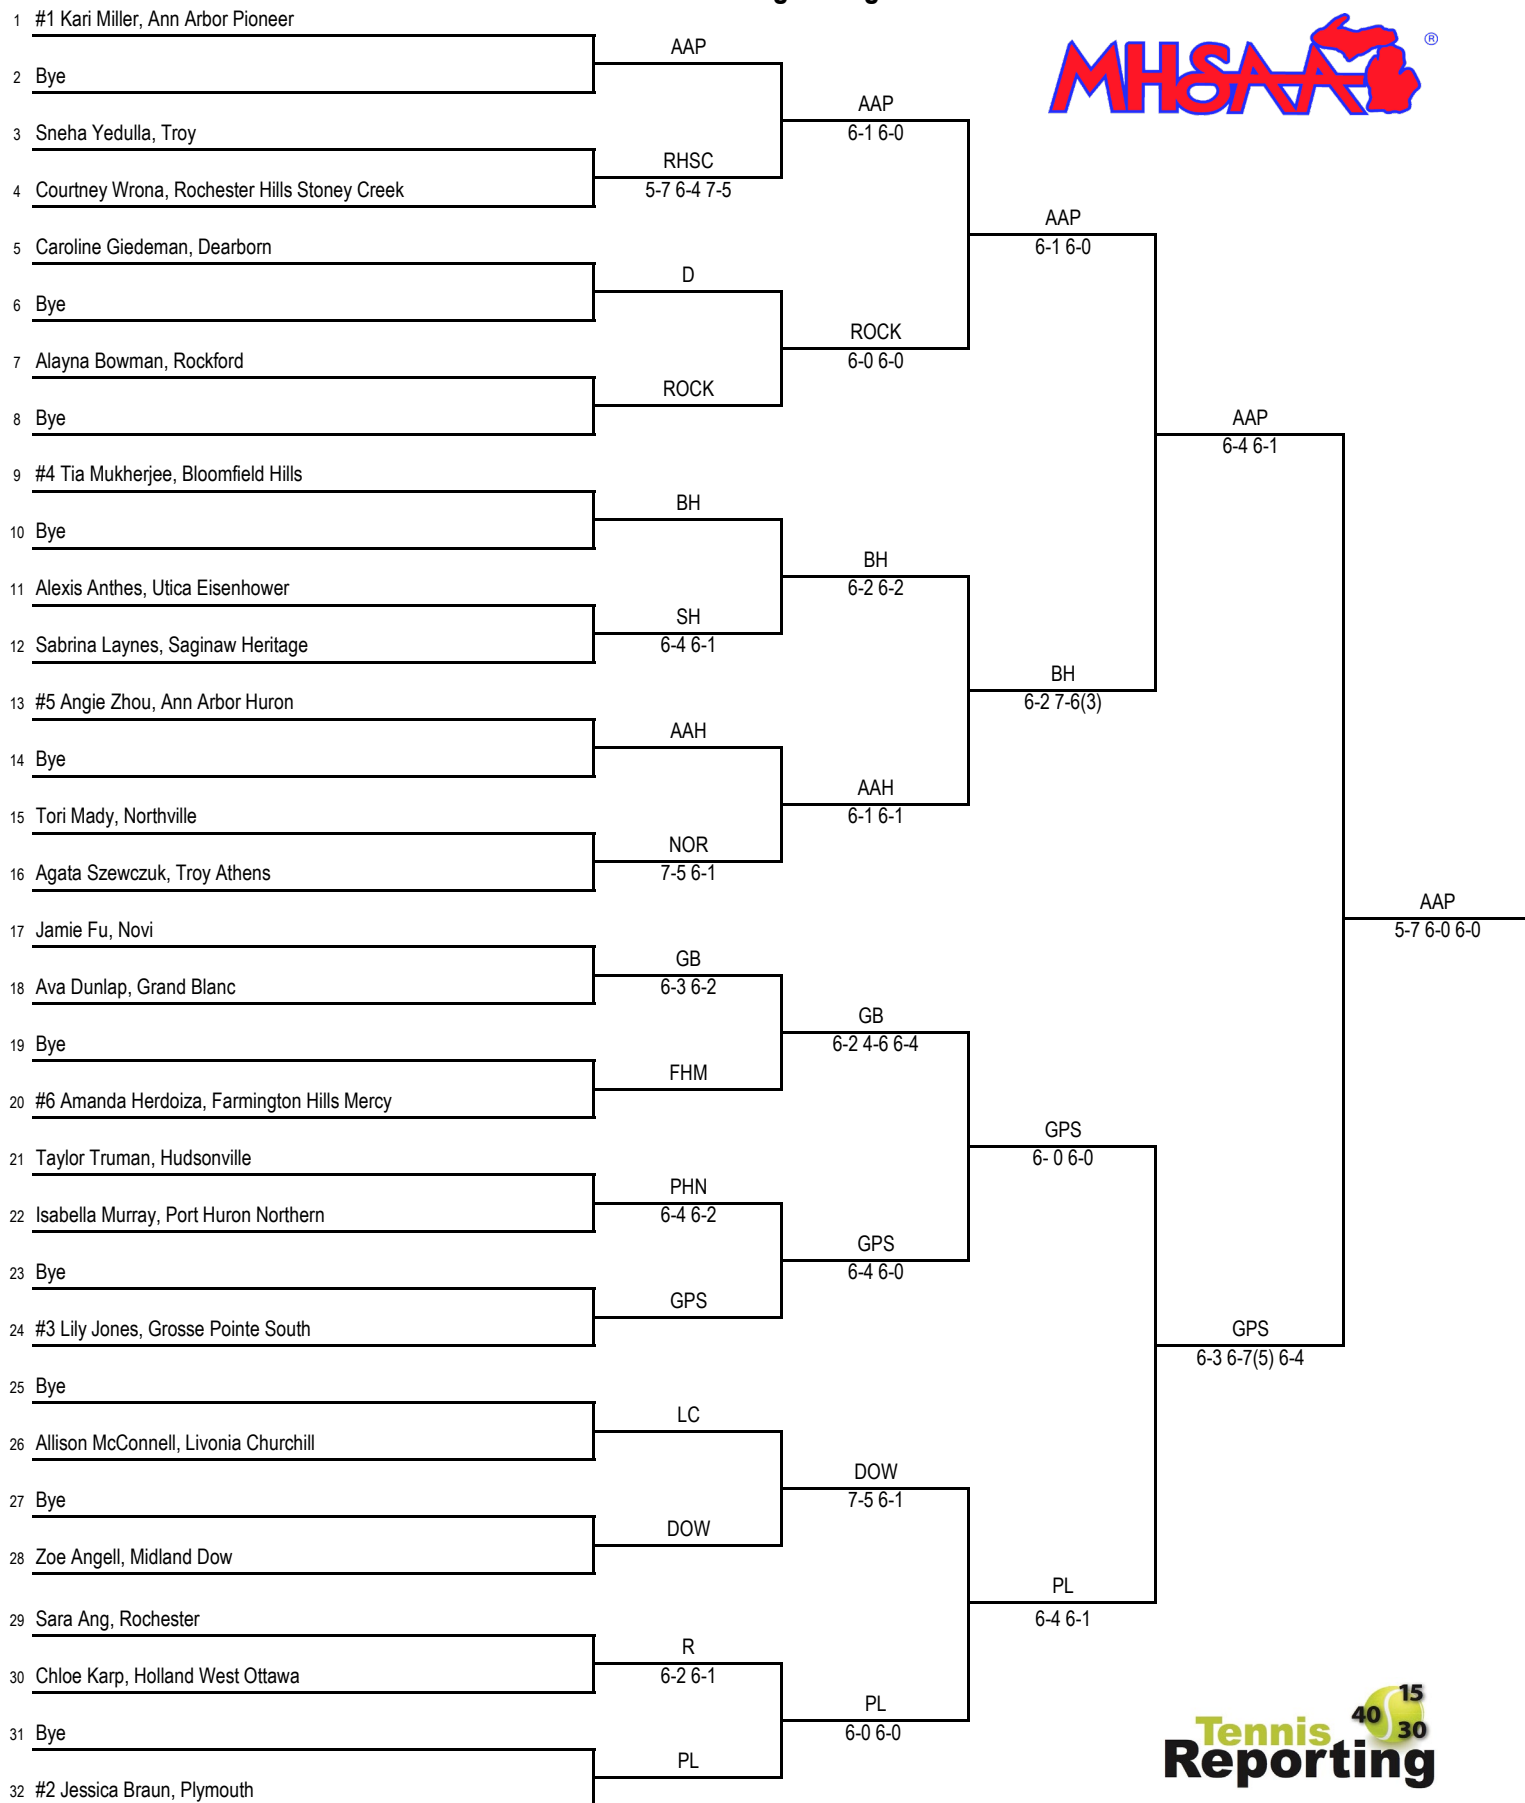 1 #1 Kari Miller, Ann Arbor Pioneer
2 Bye
3 Sneha Yedulla, Troy
4 Courtney Wrona, Rochester Hills Stoney Creek
5 Caroline Giedeman, Dearborn
6 Bye
7 Alayna Bowman, Rockford
8 Bye
9 #4 Tia Mukherjee, Bloomfield Hills
10 Bye
11 Alexis Anthes, Utica Eisenhower
12 Sabrina Laynes, Saginaw Heritage
13 #5 Angie Zhou, Ann Arbor Huron
14 Bye
15 Tori Mady, Northville
16 Agata Szewczuk, Troy Athens
17 Jamie Fu, Novi
18 Ava Dunlap, Grand Blanc
19 Bye
20 #6 Amanda Herdoiza, Farmington Hills Mercy
21 Taylor Truman, Hudsonville
22 Isabella Murray, Port Huron Northern
23 Bye
24 #3 Lily Jones, Grosse Pointe South
25 Bye
26 Allison McConnell, Livonia Churchill
27 Bye
28 Zoe Angell, Midland Dow
29 Sara Ang, Rochester
30 Chloe Karp, Holland West Ottawa
31 Bye
32 #2 Jessica Braun, Plymouth
AAP
RHSC
5-7 6-4 7-5
D
ROCK
BH
SH
6-4 6-1
AAH
NOR
7-5 6-1
GB
6-3 6-2
FHM
PHN
6-4 6-2
GPS
LC
DOW
R
6-2 6-1
PL
AAP
6-1 6-0
ROCK
6-0 6-0
BH
6-2 6-2
AAH
6-1 6-1
GB
6-2 4-6 6-4
GPS
6-4 6-0
DOW
7-5 6-1
PL
6-0 6-0
AAP
6-1 6-0
BH
6-2 7-6(3)
GPS
6- 0 6-0
PL
6-4 6-1
AAP
6-4 6-1
GPS
6-3 6-7(5) 6-4
AAP
5-7 6-0 6-0
MHSAA ®
Tennis 40 15 30
Reporting